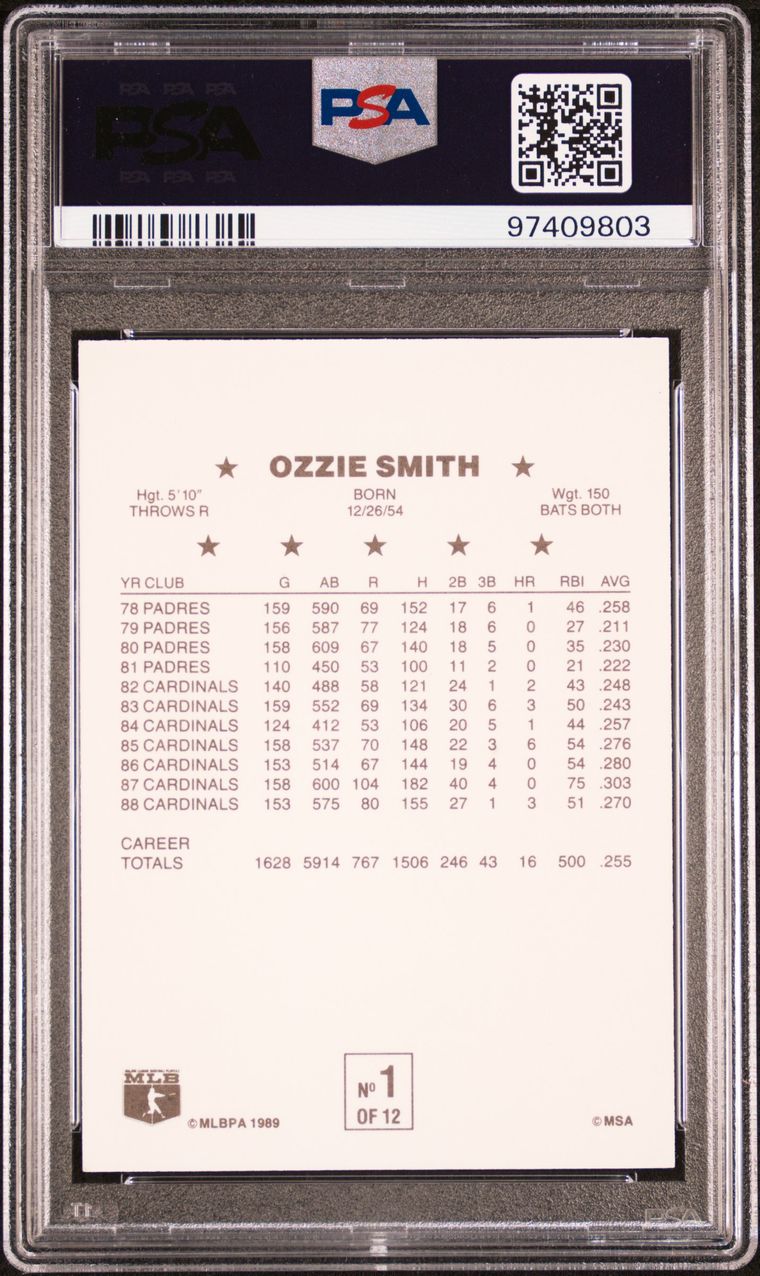 PSA PSA PSA
PSA
PSA PSA PSA
PSA
97409803
OZZIE SMITH
Hgt. 5'10" BORN Wgt. 150
THROWS R 12/26/54 BATS BOTH
YR CLUB G AB R H 2B 3B HR RBI AVG
78 PADRES 159 590 69 152 17 6 1 46 .258
79 PADRES 156 587 77 124 18 6 0 27 .211
80 PADRES 158 609 67 140 18 5 0 35 .230
81 PADRES 110 450 53 100 11 2 0 21 .222
82 CARDINALS 140 488 58 121 24 1 2 43 .248
83 CARDINALS 159 552 69 134 30 6 3 50 .243
84 CARDINALS 124 412 53 106 20 5 1 44 .257
85 CARDINALS 158 537 70 148 22 3 6 54 .276
86 CARDINALS 153 514 67 144 19 4 0 54 .280
87 CARDINALS 158 600 104 182 40 4 0 75 .303
88 CARDINALS 153 575 80 155 27 1 3 51 .270
CAREER
TOTALS 1628 5914 767 1506 246 43 16 500 .255
MLB
©MLBPA 1989
Nº 1
OF 12
©MSA
PSA